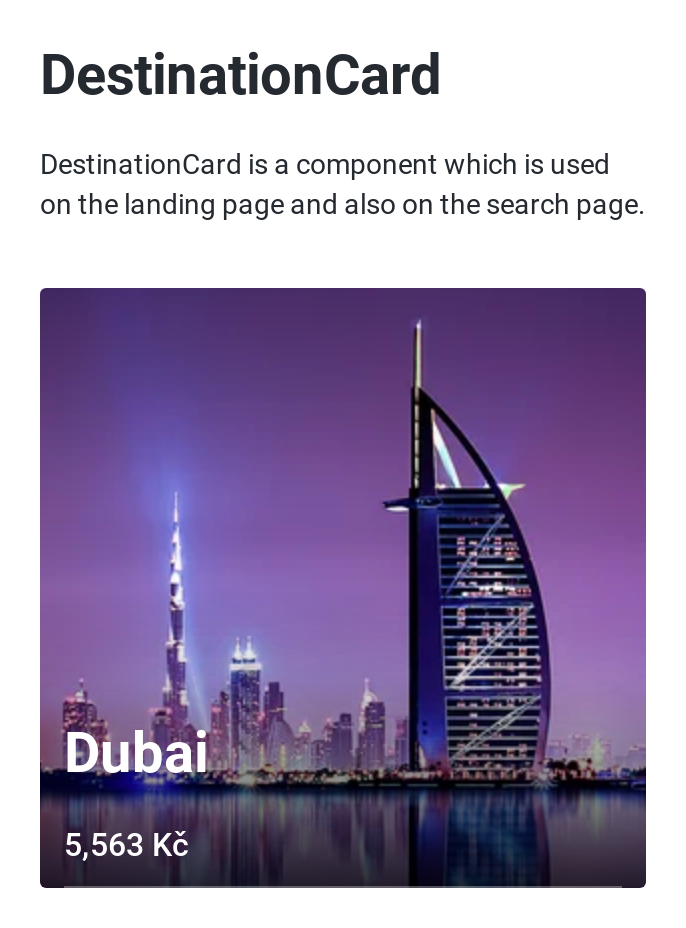 DestinationCard
DestinationCard is a component which is used
on the landing page and also on the search page.
Dubai
5,563 Kč